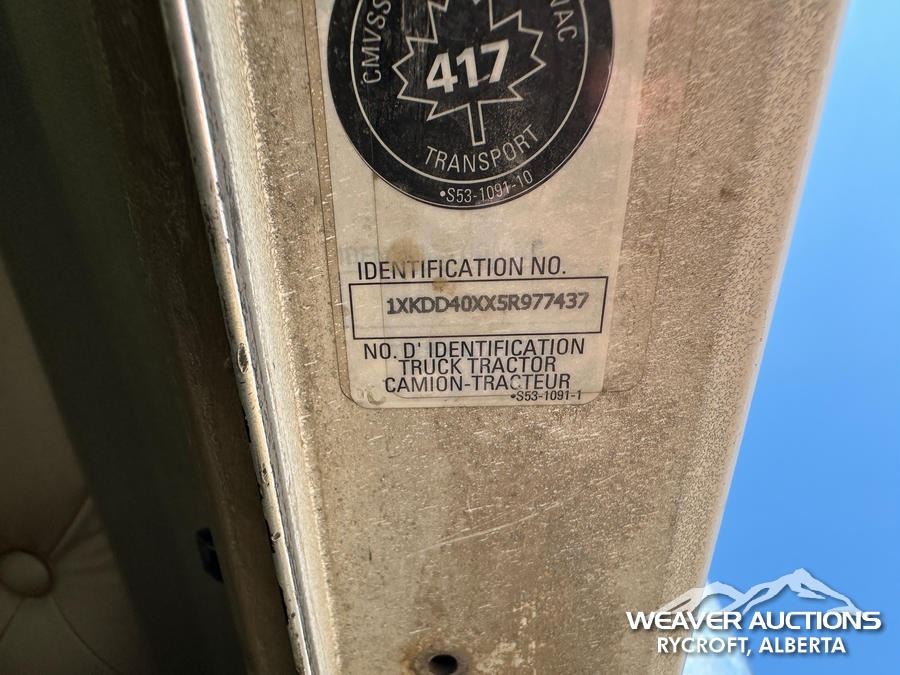 CMVSS
NVAC
417
TRANSPORT
•S53-1091-10
IDENTIFICATION NO.
1XKDD40XX5R977437
NO. D' IDENTIFICATION
TRUCK TRACTOR
CAMION-TRACTEUR
•S53-1091-1
WEAVER AUCTIONS
RYCROFT, ALBERTA